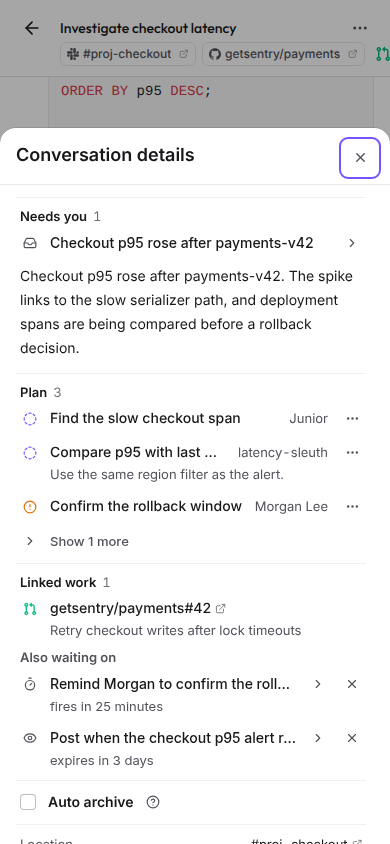 Investigate checkout latency
#proj-checkout
getsentry/payments
ORDER BY p95 DESC;
Conversation details
Needs you 1
Checkout p95 rose after payments-v42
Checkout p95 rose after payments-v42. The spike
links to the slow serializer path, and deployment
spans are being compared before a rollback
decision.
Plan 3
Find the slow checkout span Junior
Compare p95 with last ... latency-sleuth
Use the same region filter as the alert.
Confirm the rollback window Morgan Lee
Show 1 more
Linked work 1
getsentry/payments#42
Retry checkout writes after lock timeouts
Also waiting on
Remind Morgan to confirm the roll...
fires in 25 minutes
Post when the checkout p95 alert r...
expires in 3 days
Auto archive
Location #proj-checkout